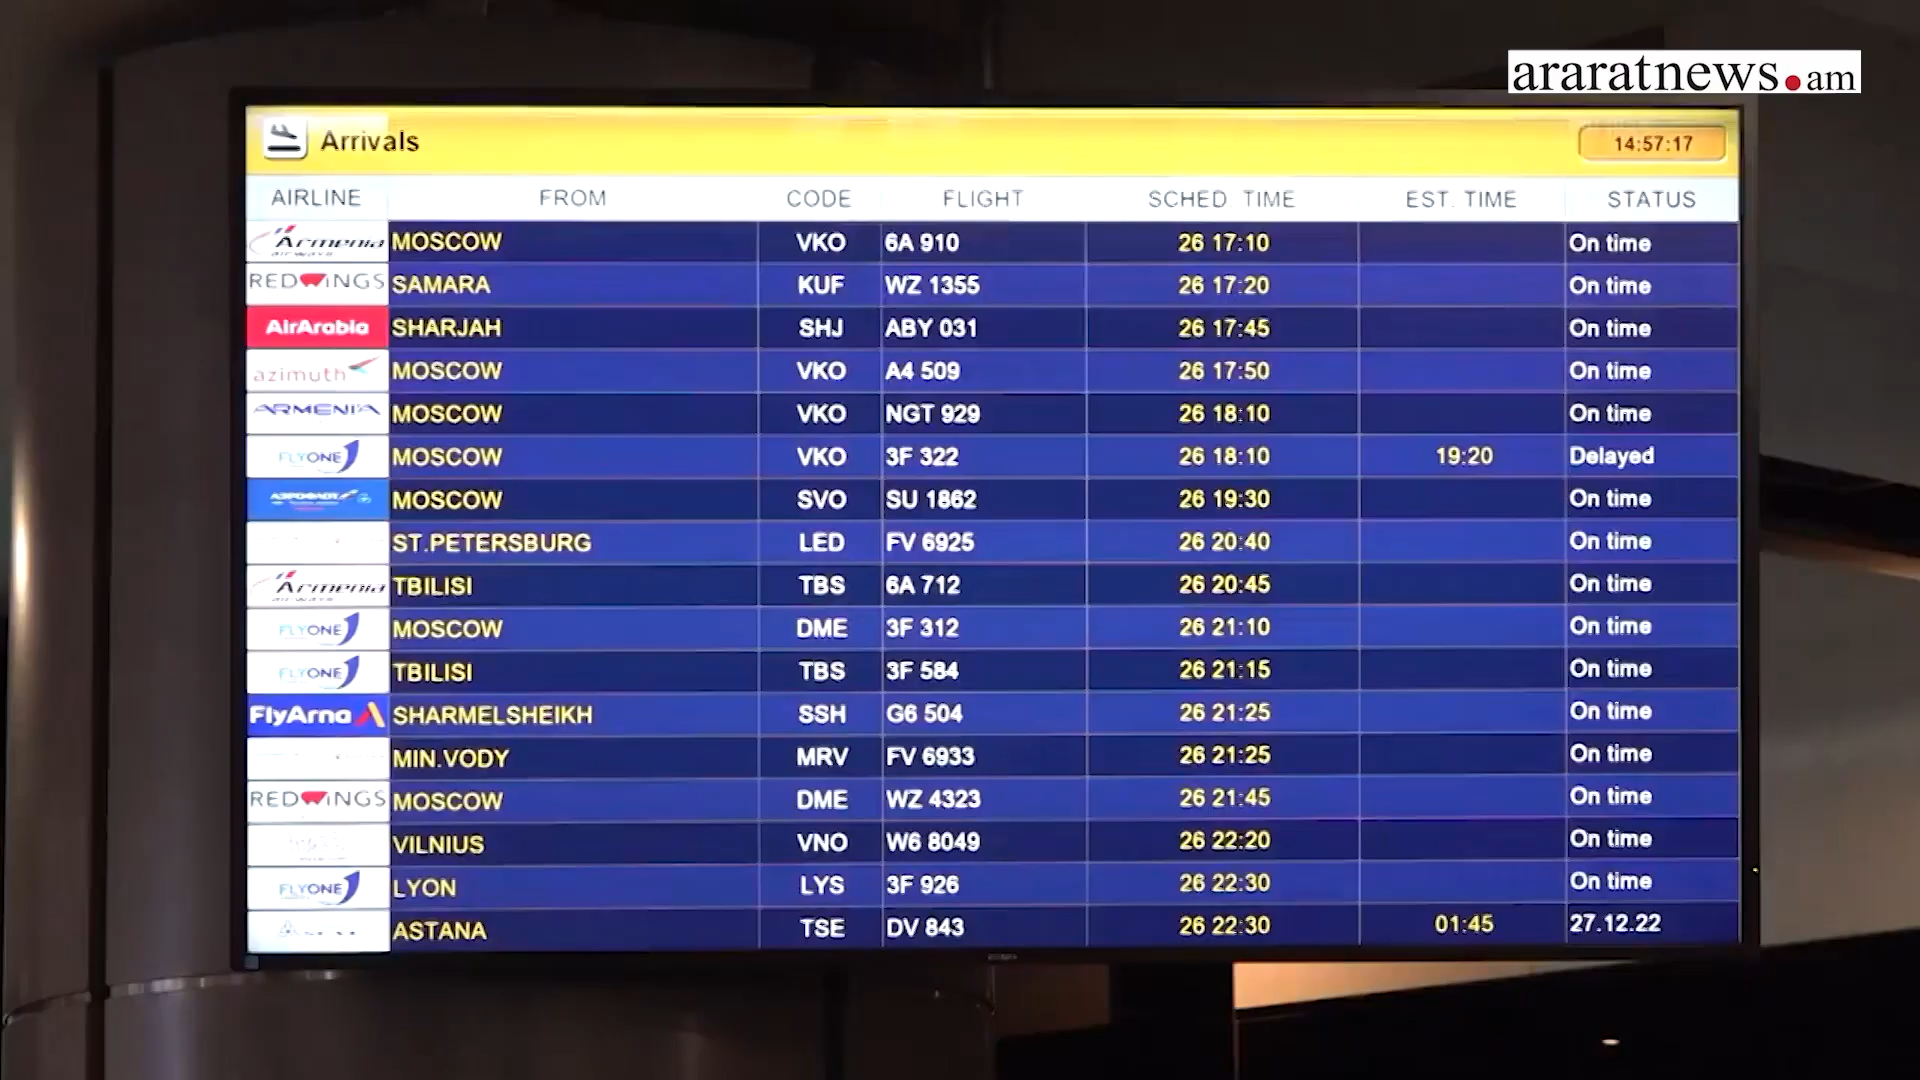 araratnews.am
Arrivals 14:57:17
AIRLINE FROM CODE FLIGHT SCHED TIME EST. TIME STATUS
Armenia airways MOSCOW VKO 6A 910 26 17:10 On time
REDWINGS SAMARA KUF WZ 1355 26 17:20 On time
AirArabia SHARJAH SHJ ABY 031 26 17:45 On time
azimuth MOSCOW VKO A4 509 26 17:50 On time
ARMENIA MOSCOW VKO NGT 929 26 18:10 On time
FLYONE MOSCOW VKO 3F 322 26 18:10 19:20 Delayed
АЭРОФЛОТ MOSCOW SVO SU 1862 26 19:30 On time
ST.PETERSBURG LED FV 6925 26 20:40 On time
Armenia airways TBILISI TBS 6A 712 26 20:45 On time
FLYONE MOSCOW DME 3F 312 26 21:10 On time
FLYONE TBILISI TBS 3F 584 26 21:15 On time
FlyArna SHARMELSHEIKH SSH G6 504 26 21:25 On time
MIN.VODY MRV FV 6933 26 21:25 On time
REDWINGS MOSCOW DME WZ 4323 26 21:45 On time
VILNIUS VNO W6 8049 26 22:20 On time
FLYONE LYON LYS 3F 926 26 22:30 On time
ASTANA TSE DV 843 26 22:30 01:45 27.12.22